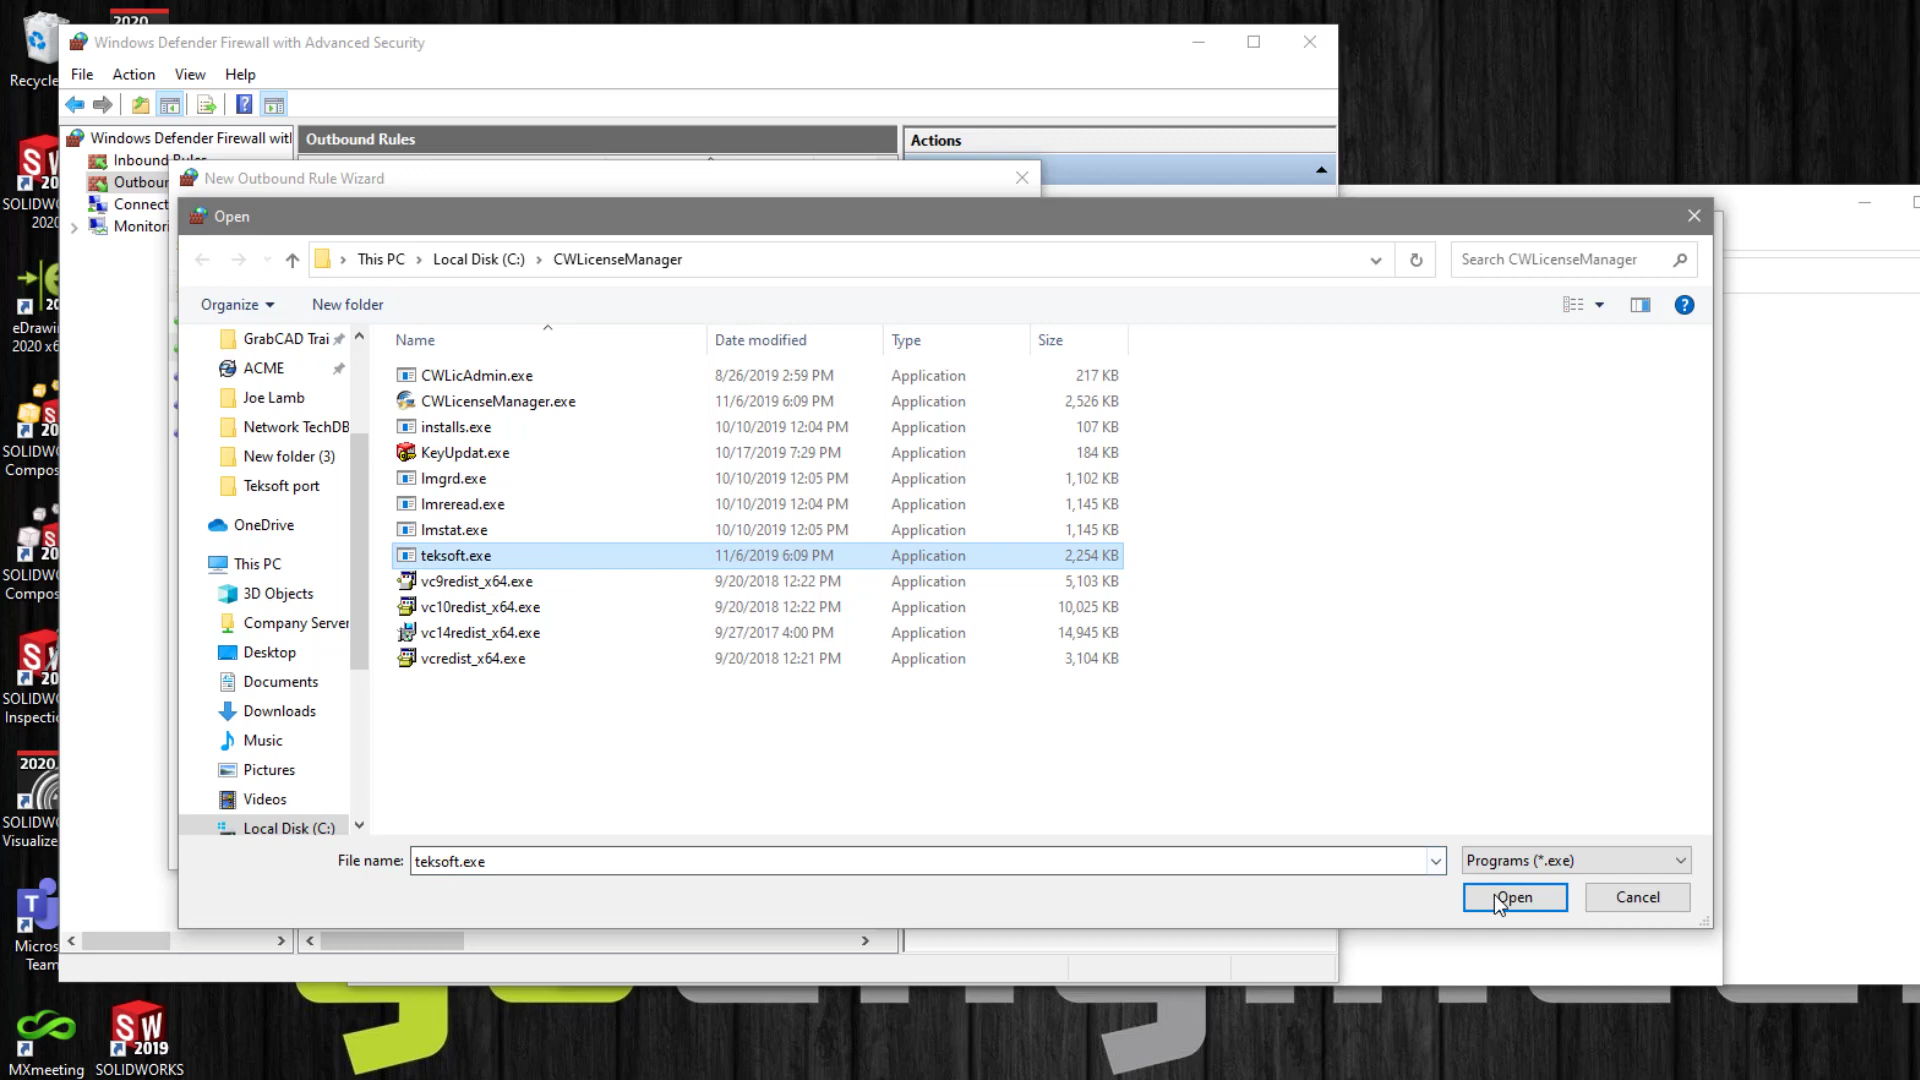 2020
Recycle
SOLIDW
2020
eDrawi
2020 x6
SOLIDW
Compos
SOLIDW
Compos
SOLIDW
Inspecti
2020
SOLIDW
Visualize
Micros
Team
MXmeeting
SW
2019
SOLIDWORKS
Windows Defender Firewall with Advanced Security
File Action View Help
Windows Defender Firewall with
Inbound Rules
Outboun
Connect
Monitori
Outbound Rules
Actions
New Outbound Rule Wizard
Open
This PC › Local Disk (C:) › CWLicenseManager
Search CWLicenseManager
Organize New folder
GrabCAD Trai
ACME
Joe Lamb
Network TechDB
New folder (3)
Teksoft port
OneDrive
This PC
3D Objects
Company Server
Desktop
Documents
Downloads
Music
Pictures
Videos
Local Disk (C:)
Name Date modified Type Size
CWLicAdmin.exe 8/26/2019 2:59 PM Application 217 KB
CWLicenseManager.exe 11/6/2019 6:09 PM Application 2,526 KB
installs.exe 10/10/2019 12:04 PM Application 107 KB
KeyUpdat.exe 10/17/2019 7:29 PM Application 184 KB
lmgrd.exe 10/10/2019 12:05 PM Application 1,102 KB
lmreread.exe 10/10/2019 12:04 PM Application 1,145 KB
lmstat.exe 10/10/2019 12:05 PM Application 1,145 KB
teksoft.exe 11/6/2019 6:09 PM Application 2,254 KB
vc9redist_x64.exe 9/20/2018 12:22 PM Application 5,103 KB
vc10redist_x64.exe 9/20/2018 12:22 PM Application 10,025 KB
vc14redist_x64.exe 9/27/2017 4:00 PM Application 14,945 KB
vcredist_x64.exe 9/20/2018 12:21 PM Application 3,104 KB
File name: teksoft.exe
Programs (*.exe)
Open Cancel